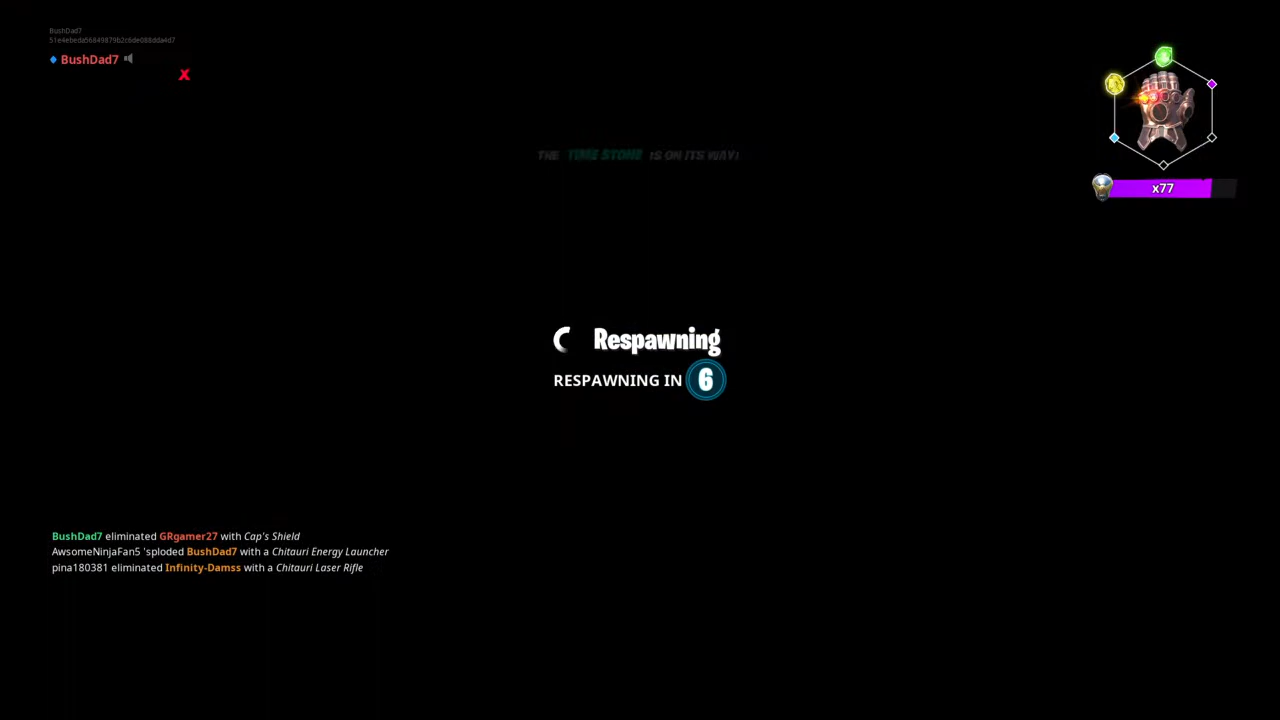 BushDad7
51e4ebeda56849879b2c6de088dda4d7
BushDad7
X
THE TIME STONE IS ON ITS WAY!
x77
Respawning
RESPAWNING IN 6
BushDad7 eliminated GRgamer27 with Cap's Shield
AwsomeNinjaFan5 'sploded BushDad7 with a Chitauri Energy Launcher
pina180381 eliminated Infinity-Damss with a Chitauri Laser Rifle